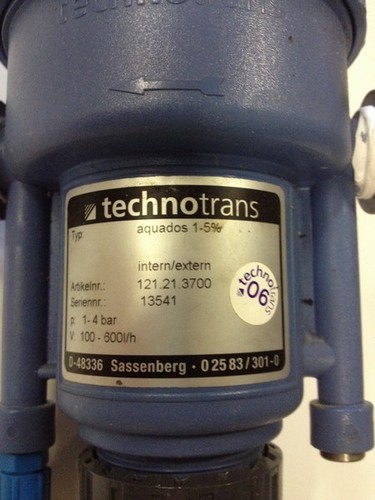 TECHNOTRANS
technotrans
Typ: aquados 1-5%
intern/extern
Artikelnr.: 121.21.3700
Seriennr.: 13541
p: 1- 4 bar
V: 100 - 600l/h
technotrans
06
D-48336 Sassenberg · 0 25 83 / 301-0